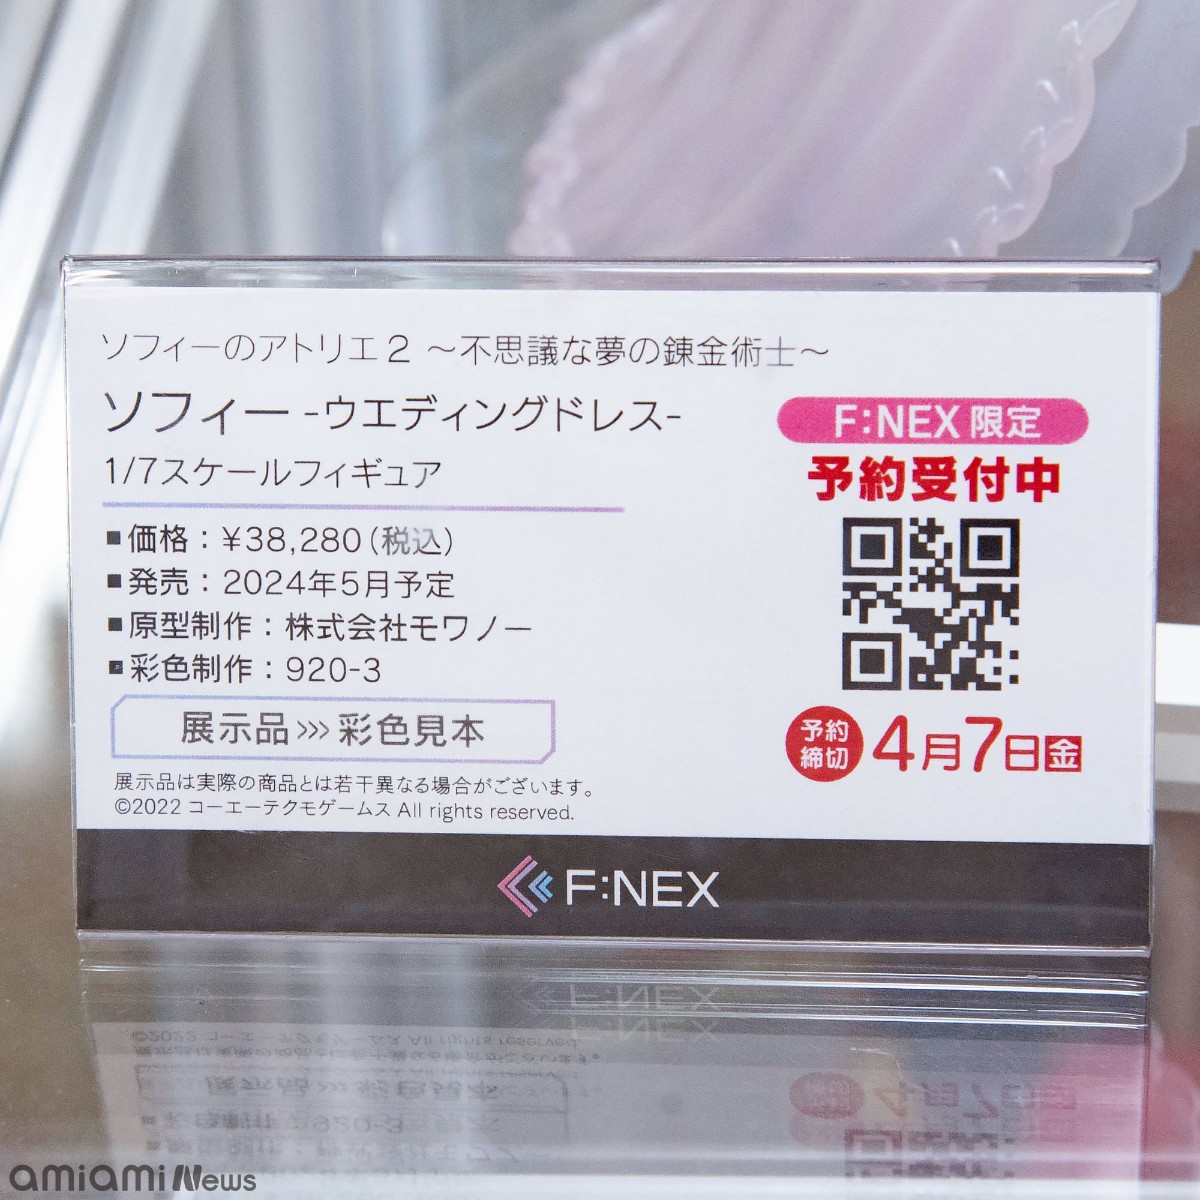 ソフィーのアトリエ2 ～不思議な夢の錬金術士～
ソフィー -ウエディングドレス-
1/7スケールフィギュア
■価格：¥38,280(税込)
■発売：2024年5月予定
■原型制作：株式会社モワノー
■彩色制作：920-3
展示品>>>彩色見本
展示品は実際の商品とは若干異なる場合がございます。
©2022 コーエーテクモゲームス All rights reserved.
F:NEX 限定
予約受付中
予約締切 4月7日金
F:NEX
amiami News